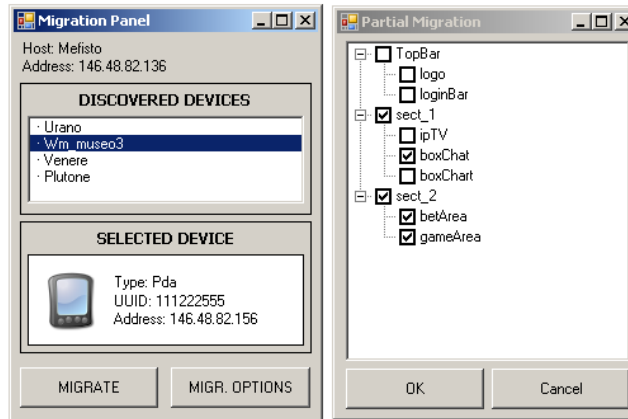 Migration Panel
Host: Mefisto
Address: 146.48.82.136
DISCOVERED DEVICES
· Urano
· Wm_museo3
· Venere
· Plutone
SELECTED DEVICE
Type: Pda
UUID: 111222555
Address: 146.48.82.156
MIGRATE
MIGR. OPTIONS
Partial Migration
TopBar
logo
loginBar
sect_1
ipTV
boxChat
boxChart
sect_2
betArea
gameArea
OK
Cancel